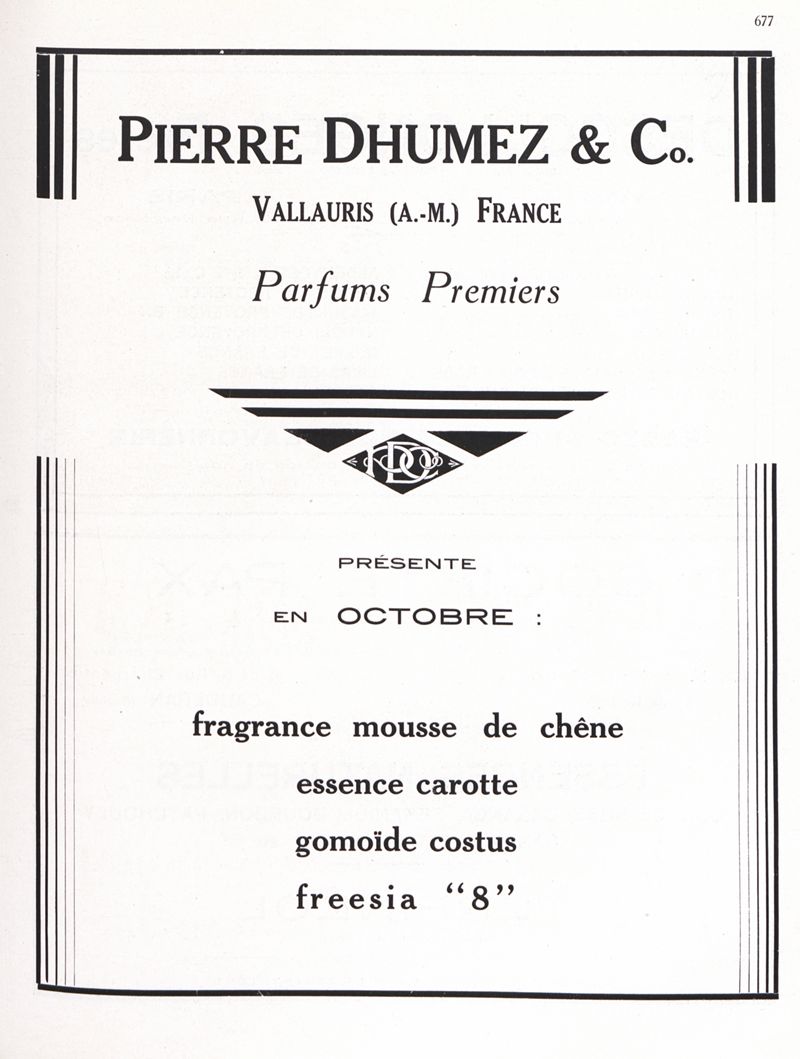 677
PIERRE DHUMEZ & Co.
VALLAURIS (A.-M.) FRANCE
Parfums Premiers
PRÉSENTE
EN OCTOBRE :
fragrance mousse de chêne
essence carotte
gomoïde costus
freesia “8”